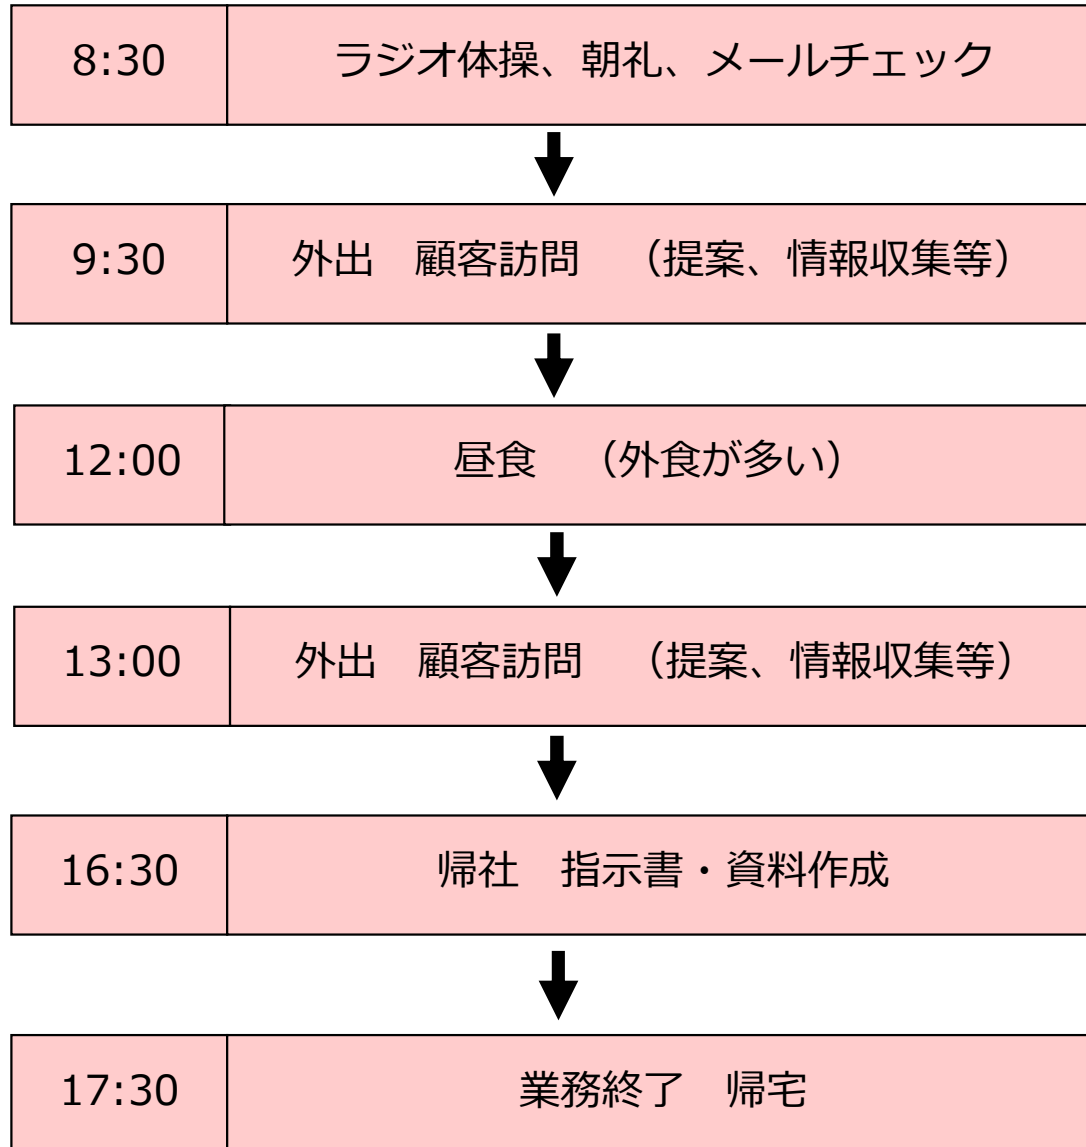 8:30 ラジオ体操、朝礼、メールチェック
9:30 外出　顧客訪問　（提案、情報収集等）
12:00 昼食　（外食が多い）
13:00 外出　顧客訪問　（提案、情報収集等）
16:30 帰社　指示書・資料作成
17:30 業務終了　帰宅